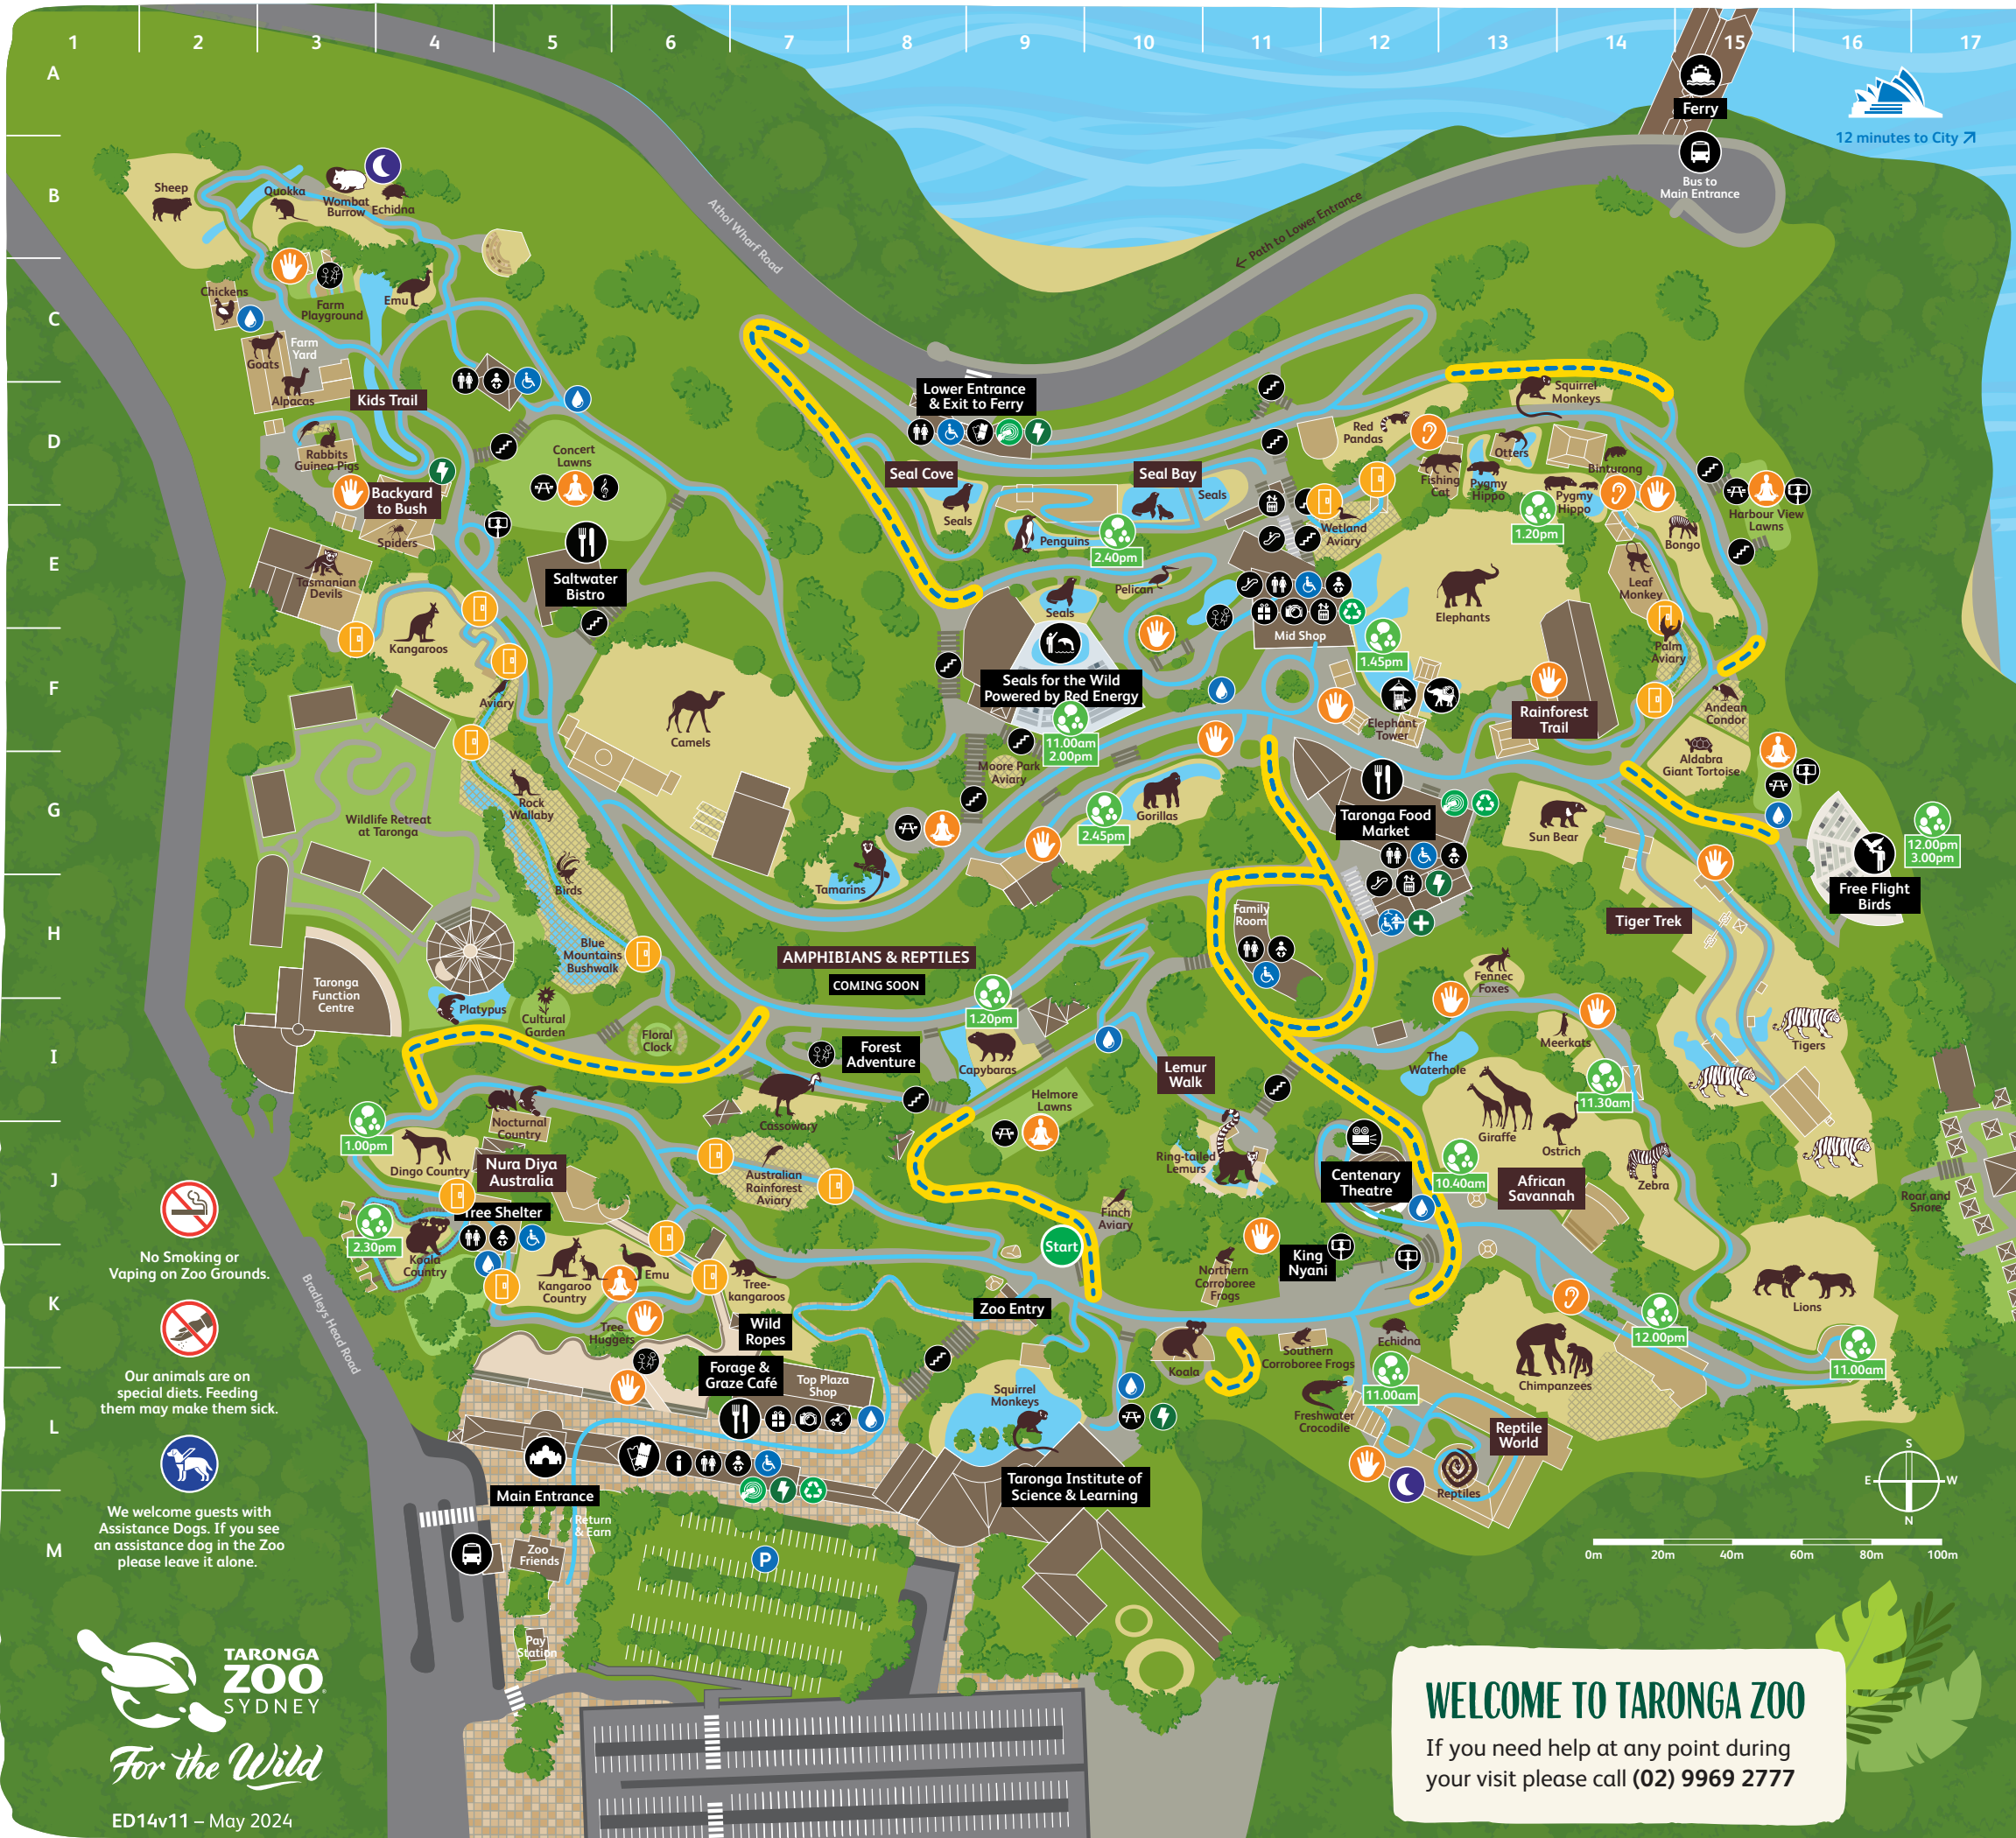 1 2 3 4 5 6 7 8 9 10 11 12 13 14 15 16 17
A
Ferry
12 minutes to City
Bus to
Main Entrance
B
Sheep
Quokka
Wombat
Burrow
Echidna
Athol Wharf Road
Path to Lower Entrance
C
Chickens
Farm
Playground
Emu
Farm
Yard
Goats
Alpacas
Kids Trail
Lower Entrance
& Exit to Ferry
Squirrel
Monkeys
D
Rabbits
Guinea Pigs
Concert
Lawns
Seal Cove
Seal Bay
Seals
Seals
Red
Pandas
Otters
Fishing
Cat
Pygmy
Hippo
Binturong
Pygmy
Hippo
Backyard
to Bush
Harbour View
Lawns
E
Spiders
Tasmanian
Devils
Saltwater
Bistro
Penguins
2.40pm
Wetland
Aviary
1.20pm
Bongo
Leaf
Monkey
Pelican
Seals
Elephants
Mid Shop
F
Kangaroos
Aviary
Camels
Seals for the Wild
Powered by Red Energy
11.00am
2.00pm
1.45pm
Elephant
Tower
Rainforest
Trail
Palm
Aviary
Andean
Condor
G
Moore Park
Aviary
Aldabra
Giant Tortoise
Rock
Wallaby
Wildlife Retreat
at Taronga
Gorillas
2.45pm
Taronga Food
Market
Sun Bear
12.00pm
3.00pm
Free Flight
Birds
Birds
Tamarins
H
Family
Room
Tiger Trek
Blue
Mountains
Bushwalk
AMPHIBIANS & REPTILES
COMING SOON
Fennec
Foxes
Taronga
Function
Centre
Platypus
Cultural
Garden
I
Floral
Clock
Forest
Adventure
1.20pm
Capybaras
Lemur
Walk
The
Waterhole
Meerkats
Tigers
11.30am
Helmore
Lawns
1.00pm
Nocturnal
Country
Cassowary
Giraffe
Ostrich
J
Dingo Country
Nura Diya
Australia
Australian
Rainforest
Aviary
Ring-tailed
Lemurs
Centenary
Theatre
10.40am
African
Savannah
Zebra
Roar and
Snore
Tree Shelter
2.30pm
Finch
Aviary
Start
Koala
Country
King
Nyani
K
Kangaroo
Country
Emu
Tree-
kangaroos
Northern
Corroboree
Frogs
Lions
Tree
Huggers
Wild
Ropes
Zoo Entry
12.00pm
11.00am
Koala
Southern
Corroboree Frogs
Echidna
11.00am
Chimpanzees
Forage &
Graze Café
Top Plaza
Shop
Squirrel
Monkeys
Freshwater
Crocodile
L
Reptile
World
Reptiles
Main Entrance
Taronga Institute of
Science & Learning
S
E W
N
0m 20m 40m 60m 80m 100m
M
Return
& Earn
Zoo
Friends
P
Pay
Station
Bradleys Head Road
No Smoking or
Vaping on Zoo Grounds.
Our animals are on
special diets. Feeding
them may make them sick.
We welcome guests with
Assistance Dogs. If you see
an assistance dog in the Zoo
please leave it alone.
TARONGA
ZOO
SYDNEY
For the Wild
ED14v11 – May 2024
WELCOME TO TARONGA ZOO
If you need help at any point during
your visit please call (02) 9969 2777